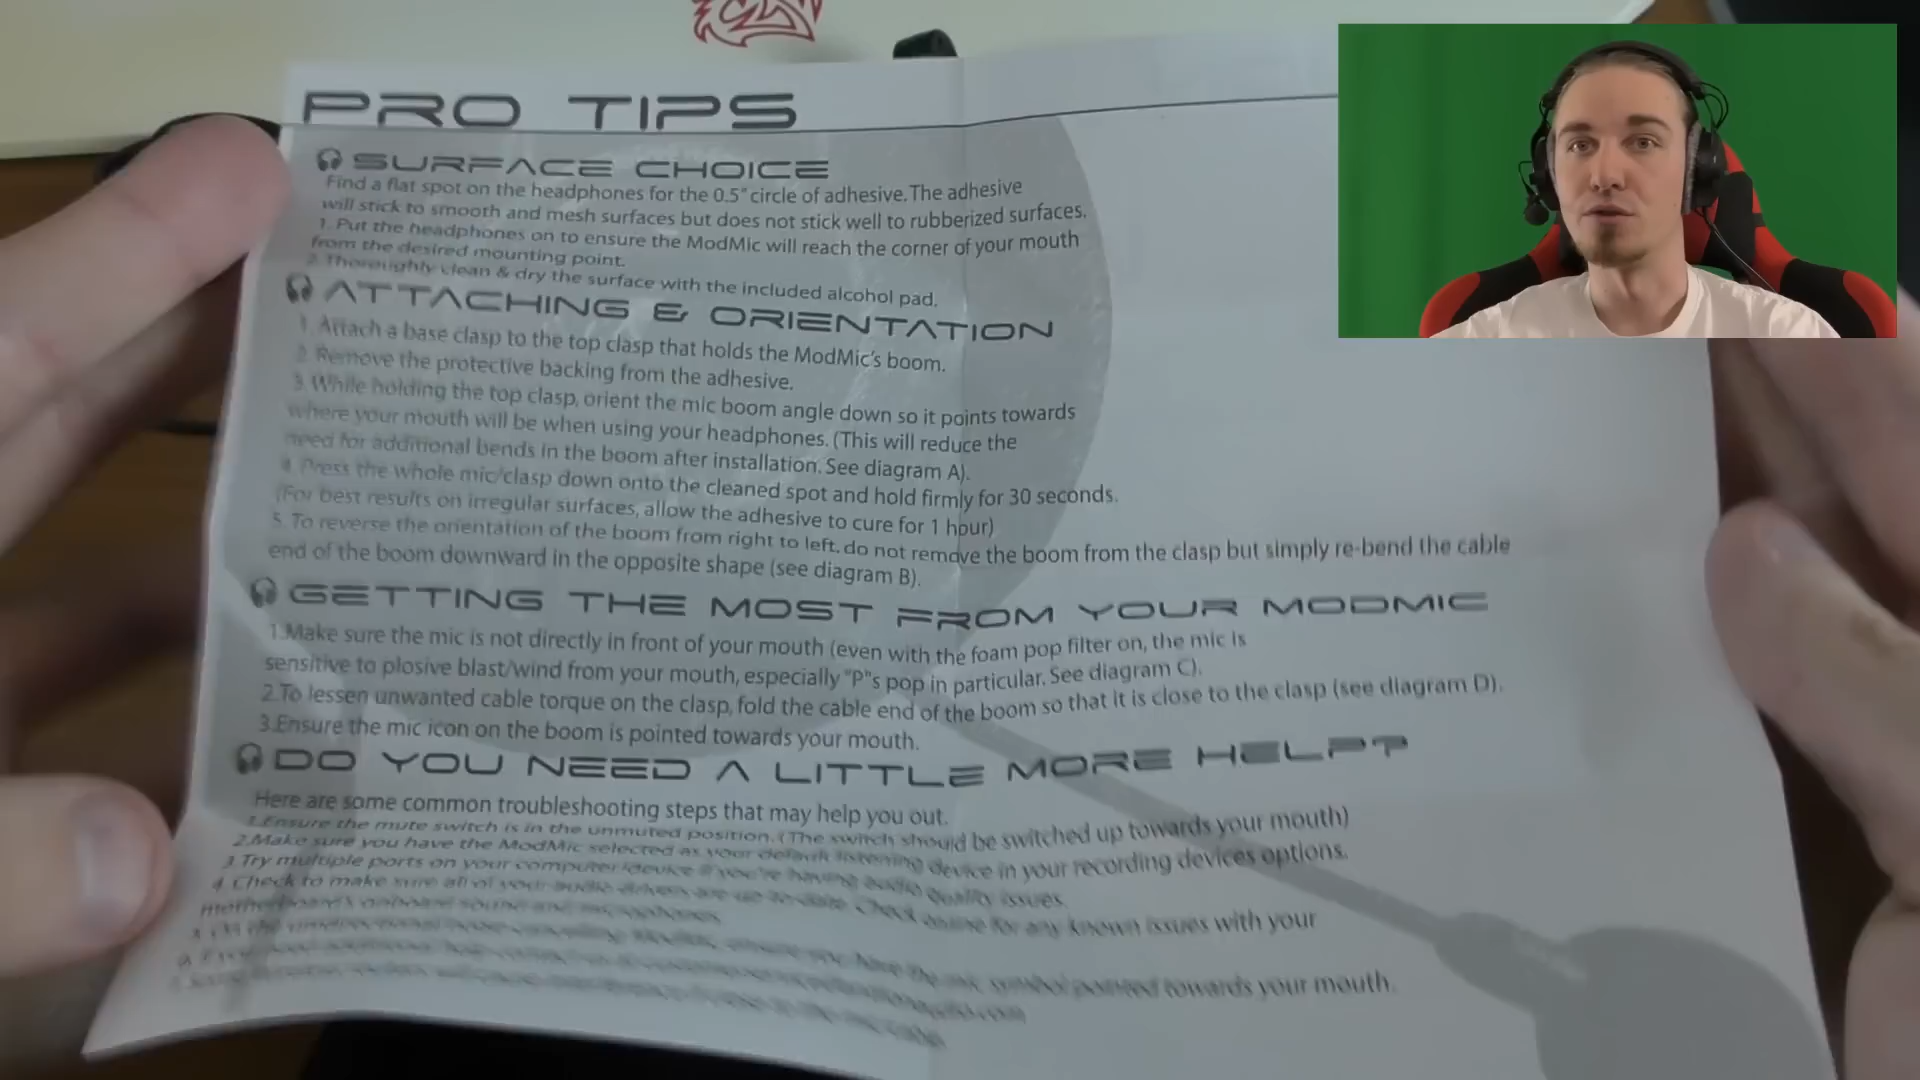 PRO TIPS
SURFACE CHOICE
Find a flat spot on the headphones for the 0.5" circle of adhesive. The adhesive
will stick to smooth and mesh surfaces but does not stick well to rubberized surfaces.
1. Put the headphones on to ensure the ModMic will reach the corner of your mouth
from the desired mounting point.
2. Thoroughly clean & dry the surface with the included alcohol pad.
ATTACHING & ORIENTATION
1. Attach a base clasp to the top clasp that holds the ModMic's boom.
2. Remove the protective backing from the adhesive.
3. While holding the top clasp, orient the mic boom angle down so it points towards
where your mouth will be when using your headphones. (This will reduce the
need for additional bends in the boom after installation. See diagram A).
4. Press the whole mic/clasp down onto the cleaned spot and hold firmly for 30 seconds.
(For best results on irregular surfaces, allow the adhesive to cure for 1 hour)
5. To reverse the orientation of the boom from right to left, do not remove the boom from the clasp but simply re-bend the cable
end of the boom downward in the opposite shape (see diagram B).
GETTING THE MOST FROM YOUR MODMIC
1.Make sure the mic is not directly in front of your mouth (even with the foam pop filter on, the mic is
sensitive to plosive blast/wind from your mouth, especially "P"s pop in particular. See diagram C).
2.To lessen unwanted cable torque on the clasp, fold the cable end of the boom so that it is close to the clasp (see diagram D).
3.Ensure the mic icon on the boom is pointed towards your mouth.
DO YOU NEED A LITTLE MORE HELP?
Here are some common troubleshooting steps that may help you out.
1.Ensure the mute switch is in the unmuted position. (The switch should be switched up towards your mouth)
2.Make sure you have the ModMic selected as your default listening device in your recording devices options.
3.Try multiple ports on your computer/device if you're having audio quality issues.
4. Check to make sure all of your audio drivers are up-to-date. Check online for any known issues with your
motherboard's onboard sound and microphones.
ensure you have the mic symbol pointed towards your mouth.